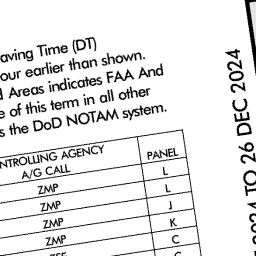 aving Time (DT)
our earlier than shown.
Areas indicates FAA And
e of this term in all other
s the DoD NOTAM system.
NTROLLING AGENCY
A/G CALL
PANEL
ZMP L
ZMP L
ZMP J
ZMP K
ZMP C
2024 TO 26 DEC 2024